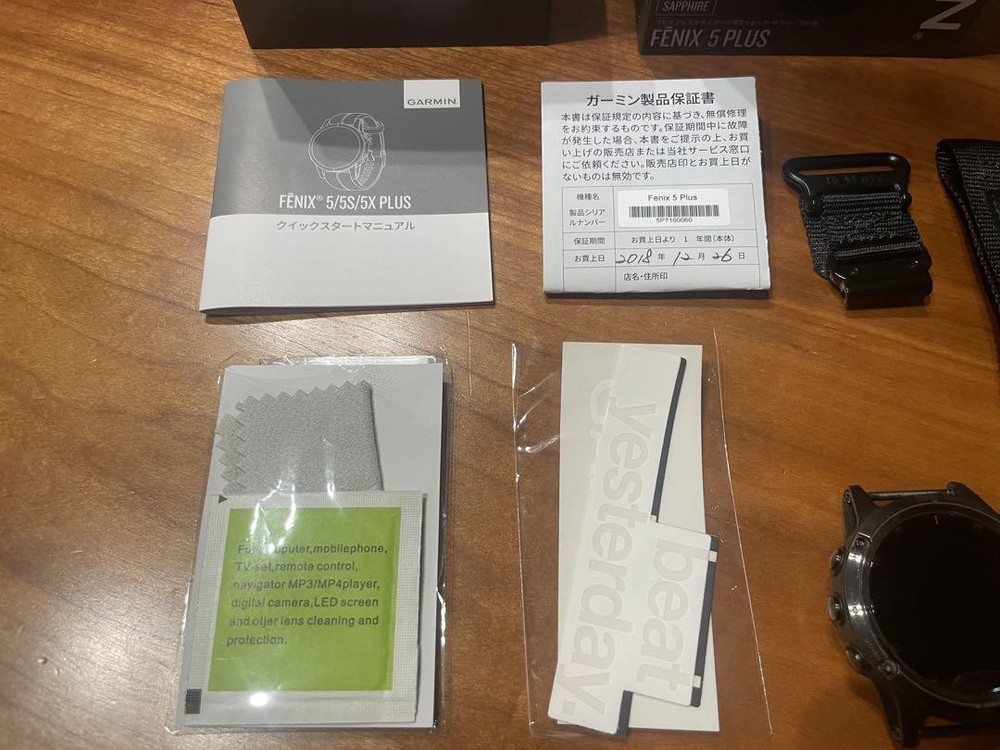 SAPPHIRE
FĒNIX 5 PLUS
GARMIN.
FĒNIX® 5/5S/5X PLUS
クイックスタートマニュアル
ガーミン製品保証書
本書は保証規定の内容に基づき、無償修理
をお約束するものです。保証期間中に故障
が発生した場合、本書をご提示の上、お買
い上げの販売店または当社サービス窓口
にご依頼ください。販売店印とお買上日が
ないものは無効です。
機種名
Fenix 5 Plus
製品シリア
ルナンバー
5P7100060
保証期間 お買上日より 1 年間(本体)
お買上日 2018 年 12 月 26 日
店名・住所印
For computer,mobilephone,
TV-set,remote control,
navigator MP3/MP4player,
digital camera,LED screen
and oljer lens cleaning and
protection.
yesterday.
beat